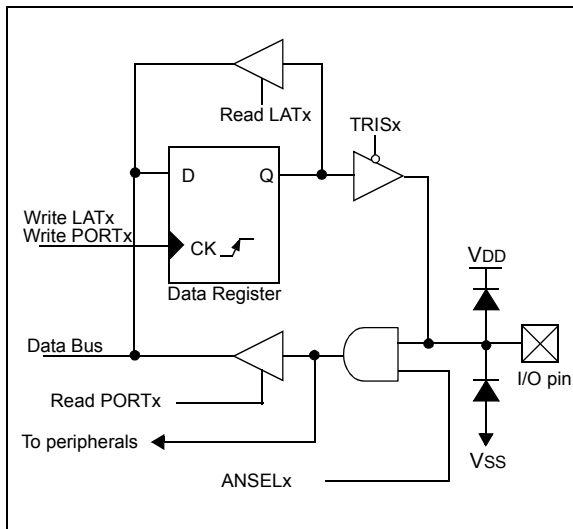 Read LATx
TRISx
D
Q
Write LATx
Write PORTx
CK
Data Register
VDD
Data Bus
I/O pin
Read PORTx
To peripherals
VSS
ANSELx